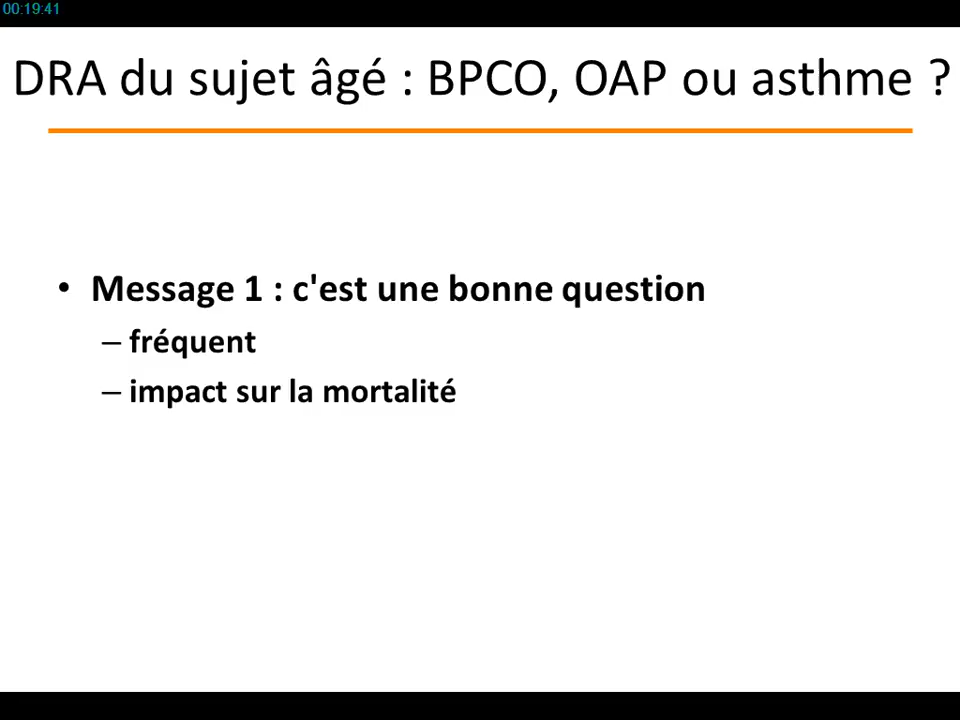 00:19:41
DRA du sujet âgé : BPCO, OAP ou asthme ?
• Message 1 : c'est une bonne question
– fréquent
– impact sur la mortalité